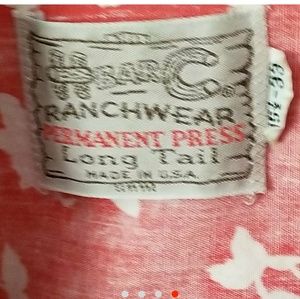 H BAR C
RANCHWEAR
PERMANENT PRESS
Long Tail
MADE IN U.S.A.